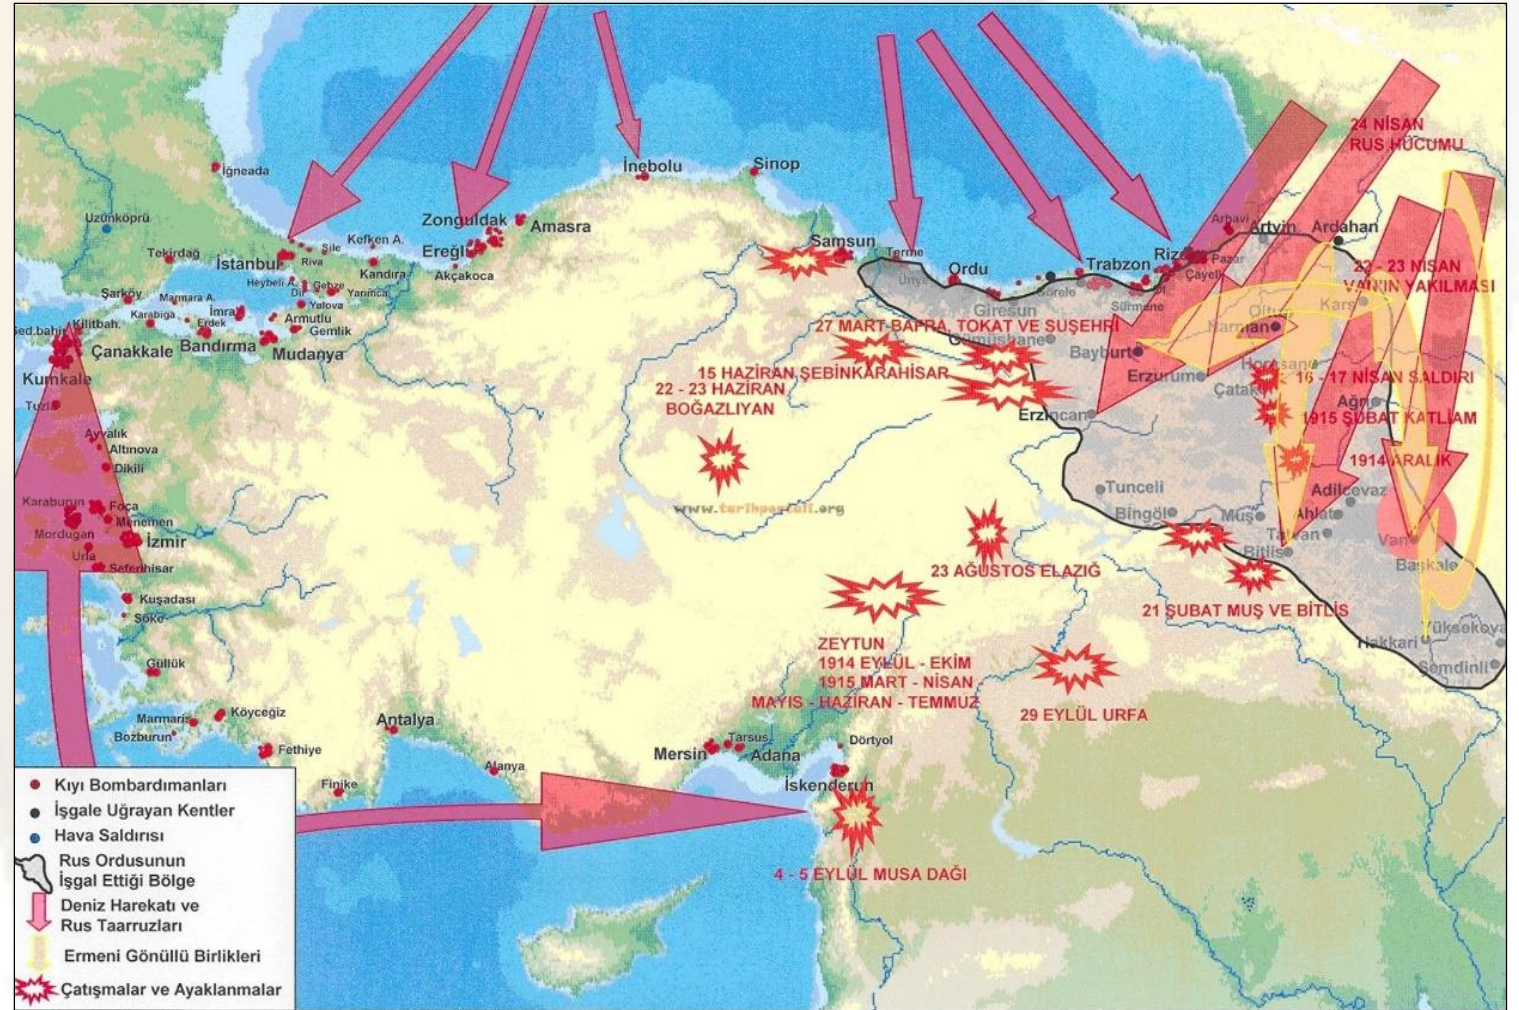 24 NİSAN
RUS HÜCUMU
İğneada
İnebolu
Sinop
Uzunköprü
Zonguldak
Amasra
Arhavi
Artvin
Ardahan
Tekirdağ
İstanbul
Riva
Şile
Kefken A.
Ereğli
Akçakoca
Samsun
Terme
Rize
Pazar
Çayeli
Trabzon
Ordu
Ünye
Giresun
Görele
Sürmene
22 - 23 NİSAN
VAN'IN YAKILMASI
Kandıra
Heybeli A.
Gebze
Yarımca
Yalova
Şarköy
Marmara A.
Karabiga
Erdek
Armutlu
Gemlik
Kilitbah.
Çanakkale
Bandırma
Mudanya
Kumkale
27 MART BAFRA, TOKAT VE SUŞEHRİ
Gümüşhane
Bayburt
Narman
Kars
Horasan
Erzurum
Çatak
16 - 17 NİSAN SALDIRI
Ağrı
15 HAZİRAN ŞEBİNKARAHİSAR
22 - 23 HAZİRAN
BOĞAZLIYAN
Erzincan
1915 ŞUBAT KATLİAM
1914 ARALIK
Tuzla
Ayvalık
Altınova
Dikili
Karaburun
Foça
Menemen
Mordoğan
İzmir
Urla
Seferihisar
www.tarihportali.org
Tunceli
Bingöl
Muş
Adilcevaz
Ahlat
Tatvan
Bitlis
Van
Başkale
Kuşadası
Söke
23 AĞUSTOS ELAZIĞ
21 ŞUBAT MUŞ VE BİTLİS
Yüksekova
Hakkari
Şemdinli
Güllük
ZEYTUN
1914 EYLÜL - EKİM
1915 MART - NİSAN
MAYIS - HAZİRAN - TEMMUZ
29 EYLÜL URFA
Marmaris
Köyceğiz
Bozburun
Fethiye
Antalya
Alanya
Finike
Mersin
Tarsus
Adana
Dörtyol
İskenderun
4 - 5 EYLÜL MUSA DAĞI
Kıyı Bombardımanları
İşgale Uğrayan Kentler
Hava Saldırısı
Rus Ordusunun
İşgal Ettiği Bölge
Deniz Harekatı ve
Rus Taarruzları
Ermeni Gönüllü Birlikleri
Çatışmalar ve Ayaklanmalar